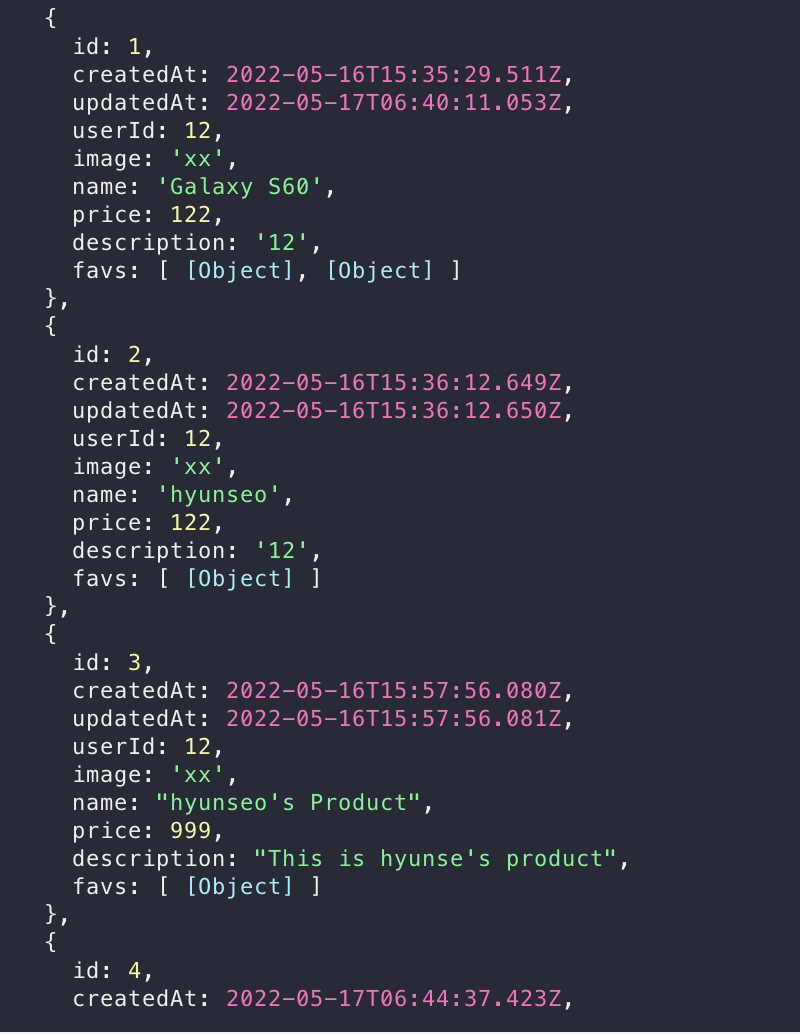 {
id: 1,
createdAt: 2022-05-16T15:35:29.511Z,
updatedAt: 2022-05-17T06:40:11.053Z,
userId: 12,
image: 'xx',
name: 'Galaxy S60',
price: 122,
description: '12',
favs: [ [Object], [Object] ]
},
{
id: 2,
createdAt: 2022-05-16T15:36:12.649Z,
updatedAt: 2022-05-16T15:36:12.650Z,
userId: 12,
image: 'xx',
name: 'hyunseo',
price: 122,
description: '12',
favs: [ [Object] ]
},
{
id: 3,
createdAt: 2022-05-16T15:57:56.080Z,
updatedAt: 2022-05-16T15:57:56.081Z,
userId: 12,
image: 'xx',
name: "hyunseo's Product",
price: 999,
description: "This is hyunse's product",
favs: [ [Object] ]
},
{
id: 4,
createdAt: 2022-05-17T06:44:37.423Z,